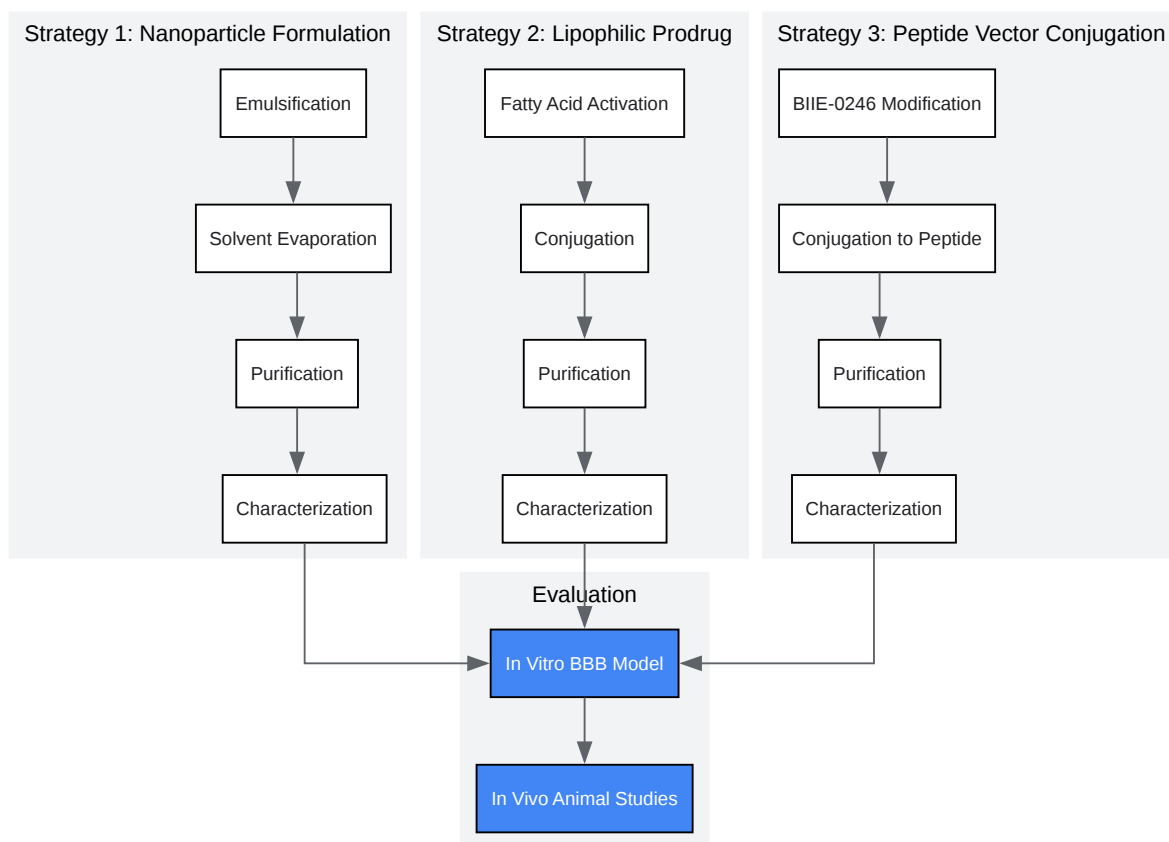 Strategy 1: Nanoparticle Formulation
Emulsification
Solvent Evaporation
Purification
Characterization
Strategy 2: Lipophilic Prodrug
Fatty Acid Activation
Conjugation
Purification
Characterization
Strategy 3: Peptide Vector Conjugation
BIIE-0246 Modification
Conjugation to Peptide
Purification
Characterization
Evaluation
In Vitro BBB Model
In Vivo Animal Studies